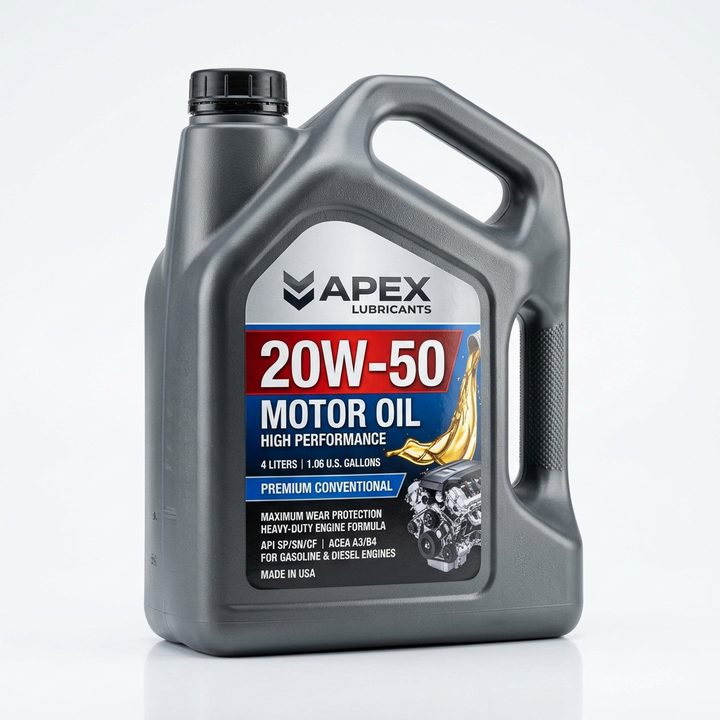 APEX
LUBRICANTS
20W-50
MOTOR OIL
HIGH PERFORMANCE
4 LITERS | 1.06 U.S. GALLONS
PREMIUM CONVENTIONAL
MAXIMUM WEAR PROTECTION
HEAVY-DUTY ENGINE FORMULA
API SP/SN/CF | ACEA A3/B4
FOR GASOLINE & DIESEL ENGINES
MADE IN USA